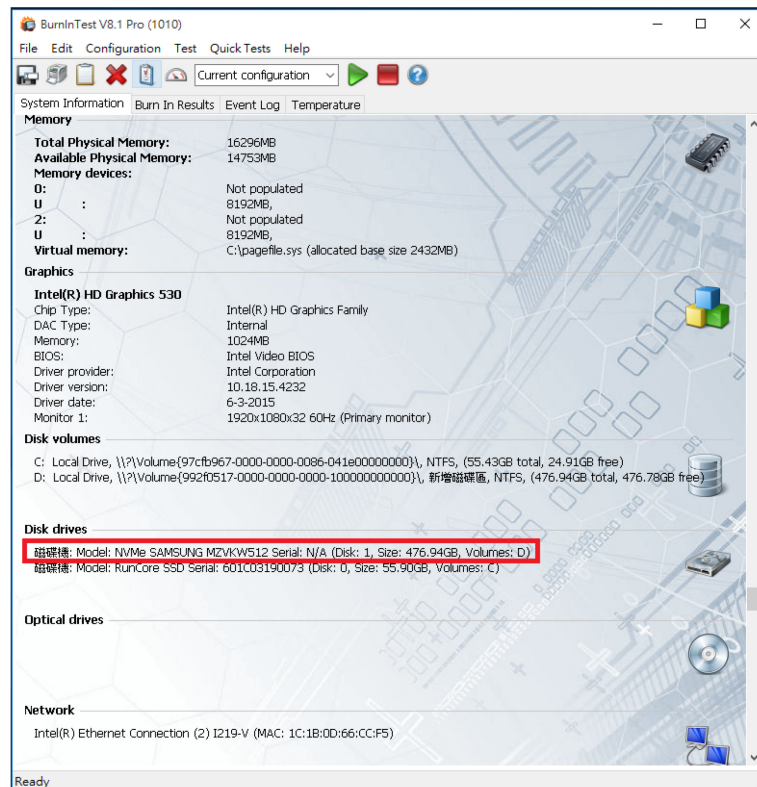 BurnInTest V8.1 Pro (1010)
File Edit Configuration Test Quick Tests Help
Current configuration
System Information Burn In Results Event Log Temperature
Memory
Total Physical Memory: 16296MB
Available Physical Memory: 14753MB
Memory devices:
0: Not populated
U : 8192MB,
2: Not populated
U : 8192MB,
Virtual memory: C:\pagefile.sys (allocated base size 2432MB)
Graphics
Intel(R) HD Graphics 530
Chip Type: Intel(R) HD Graphics Family
DAC Type: Internal
Memory: 1024MB
BIOS: Intel Video BIOS
Driver provider: Intel Corporation
Driver version: 10.18.15.4232
Driver date: 6-3-2015
Monitor 1: 1920x1080x32 60Hz (Primary monitor)
Disk volumes
C: Local Drive, \\?\Volume{97cfb967-0000-0000-0086-041e00000000}\, NTFS, (55.43GB total, 24.91GB free)
D: Local Drive, \\?\Volume{992f0517-0000-0000-0000-100000000000}\, 新增磁碟區, NTFS, (476.94GB total, 476.78GB free)
Disk drives
磁碟機: Model: NVMe SAMSUNG MZVKW512 Serial: N/A (Disk: 1, Size: 476.94GB, Volumes: D)
磁碟機: Model: RunCore SSD Serial: 601C03190073 (Disk: 0, Size: 55.90GB, Volumes: C)
Optical drives
Network
Intel(R) Ethernet Connection (2) I219-V (MAC: 1C:1B:0D:66:CC:F5)
Ready